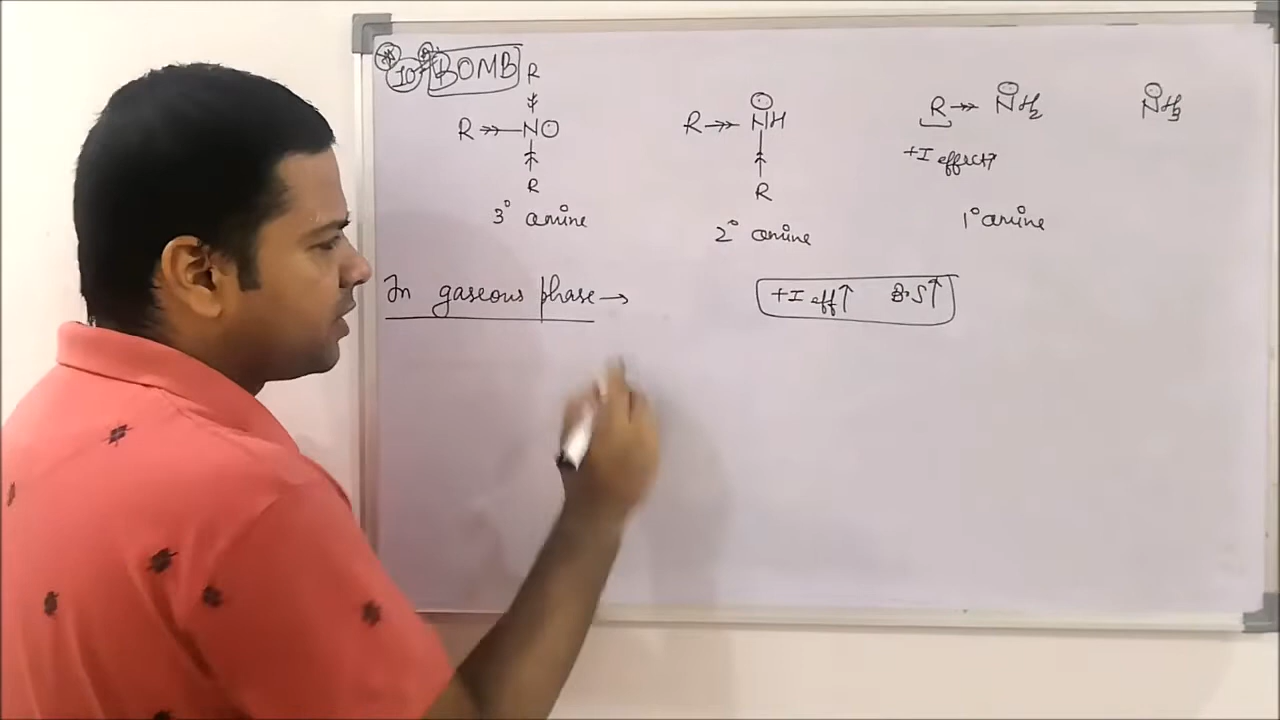 10 BOMB
R
R N
R
3° amine
R NH
R
2° amine
R NH₂
+I effect↑
1° amine
NH₃
In gaseous phase →
+I eff↑ B.S↑